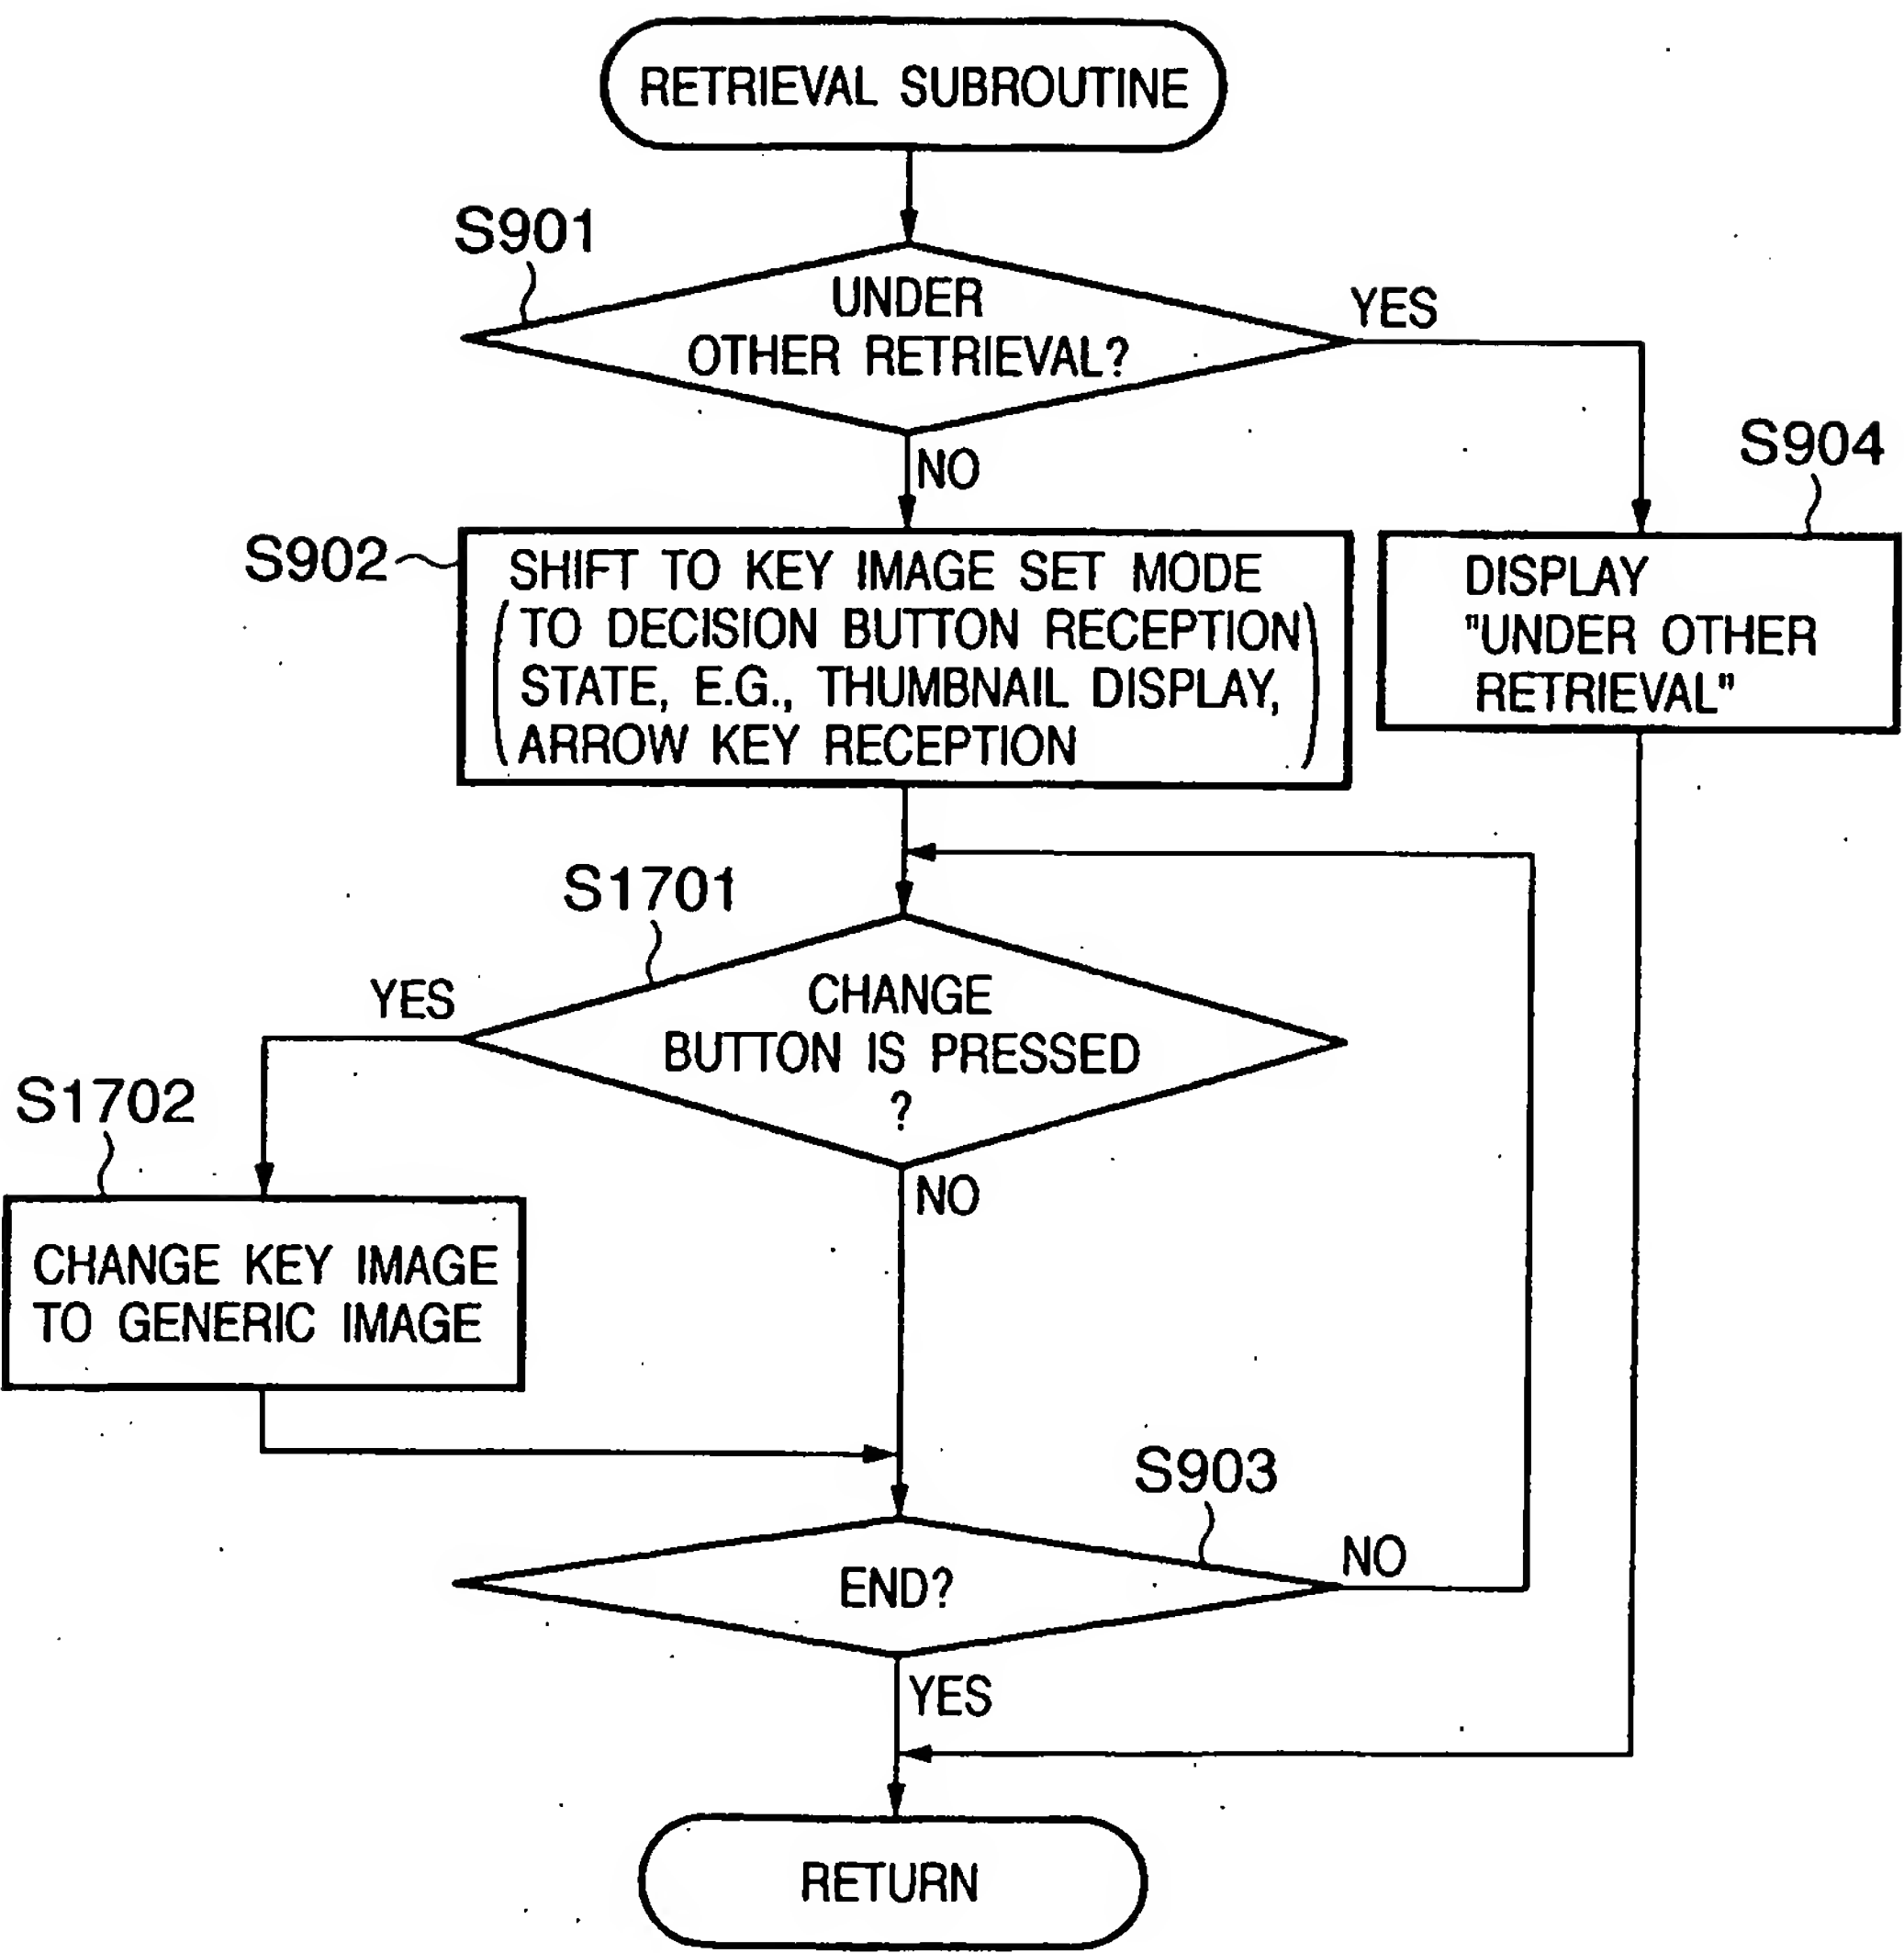 RETRIEVAL SUBROUTINE
S901
UNDER
OTHER RETRIEVAL?
YES
NO
S904
DISPLAY
"UNDER OTHER
RETRIEVAL"
S902
SHIFT TO KEY IMAGE SET MODE
(TO DECISION BUTTON RECEPTION
STATE, E.G., THUMBNAIL DISPLAY,
ARROW KEY RECEPTION)
S1701
CHANGE
BUTTON IS PRESSED
?
YES
NO
S1702
CHANGE KEY IMAGE
TO GENERIC IMAGE
S903
END?
NO
YES
RETURN